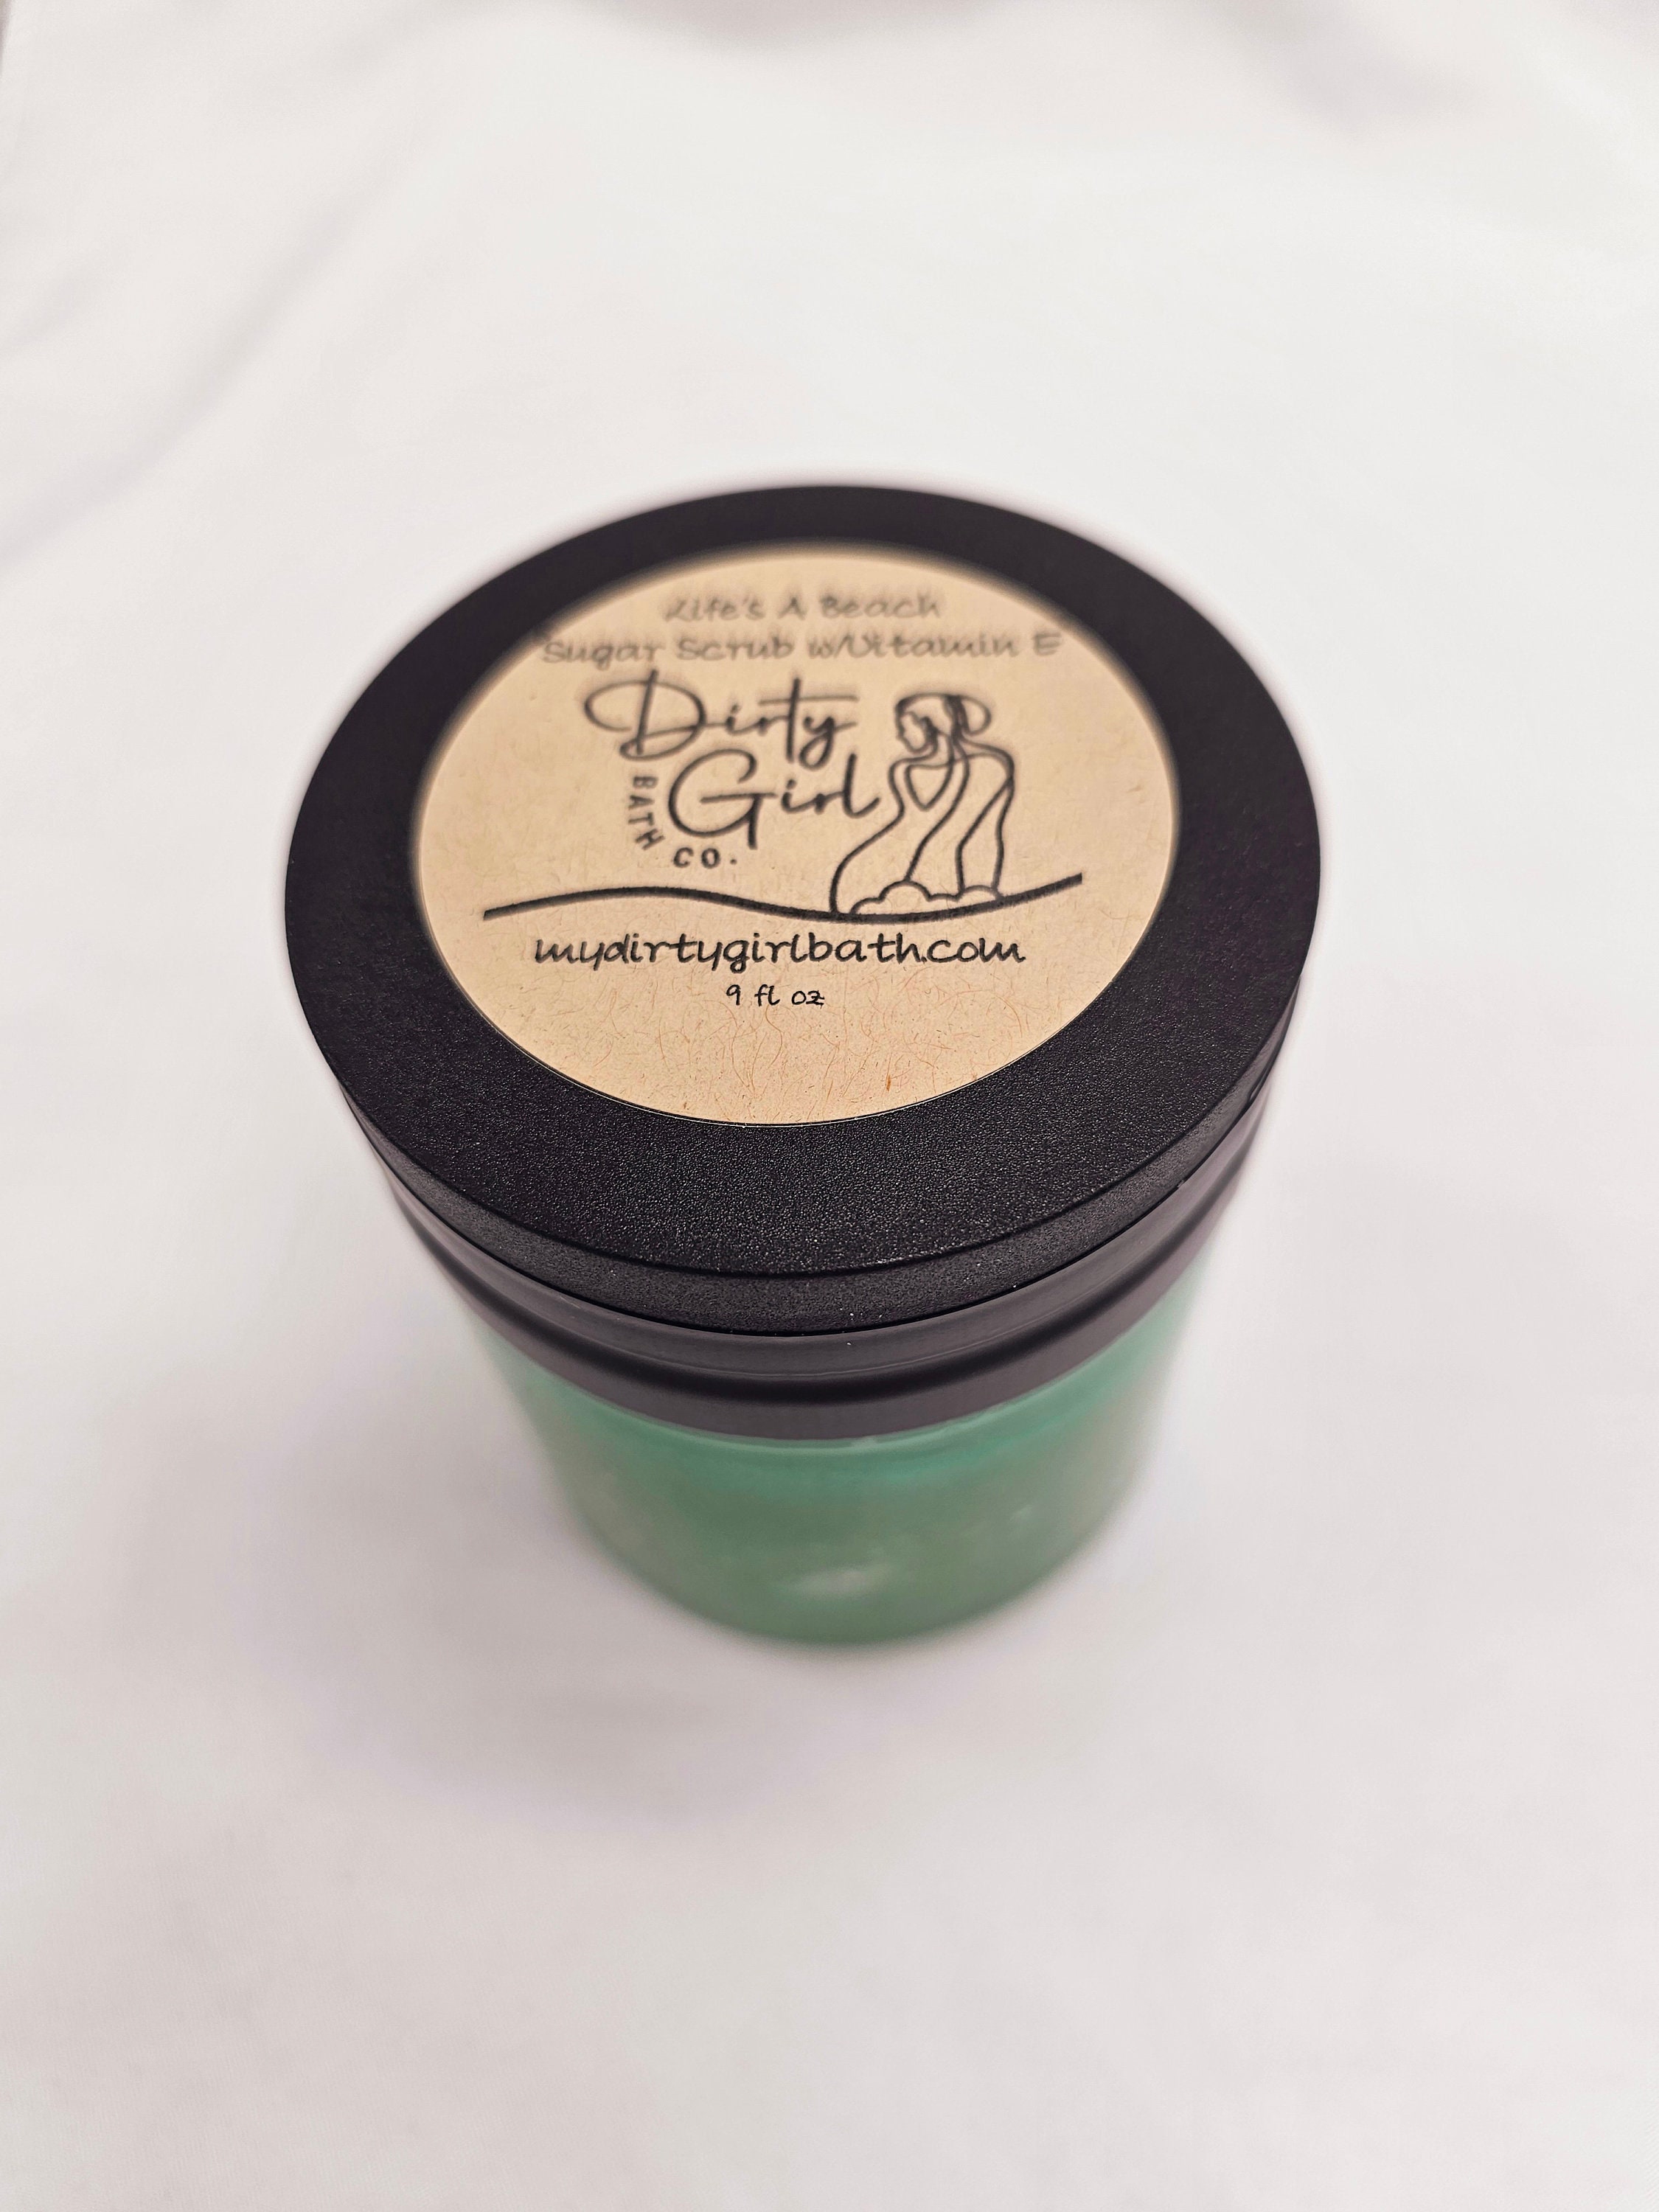 Life's A Beach
Sugar Scrub w/Vitamin E
Dirty
Girl
BATH CO.
mydirtygirlbath.com
9 fl oz